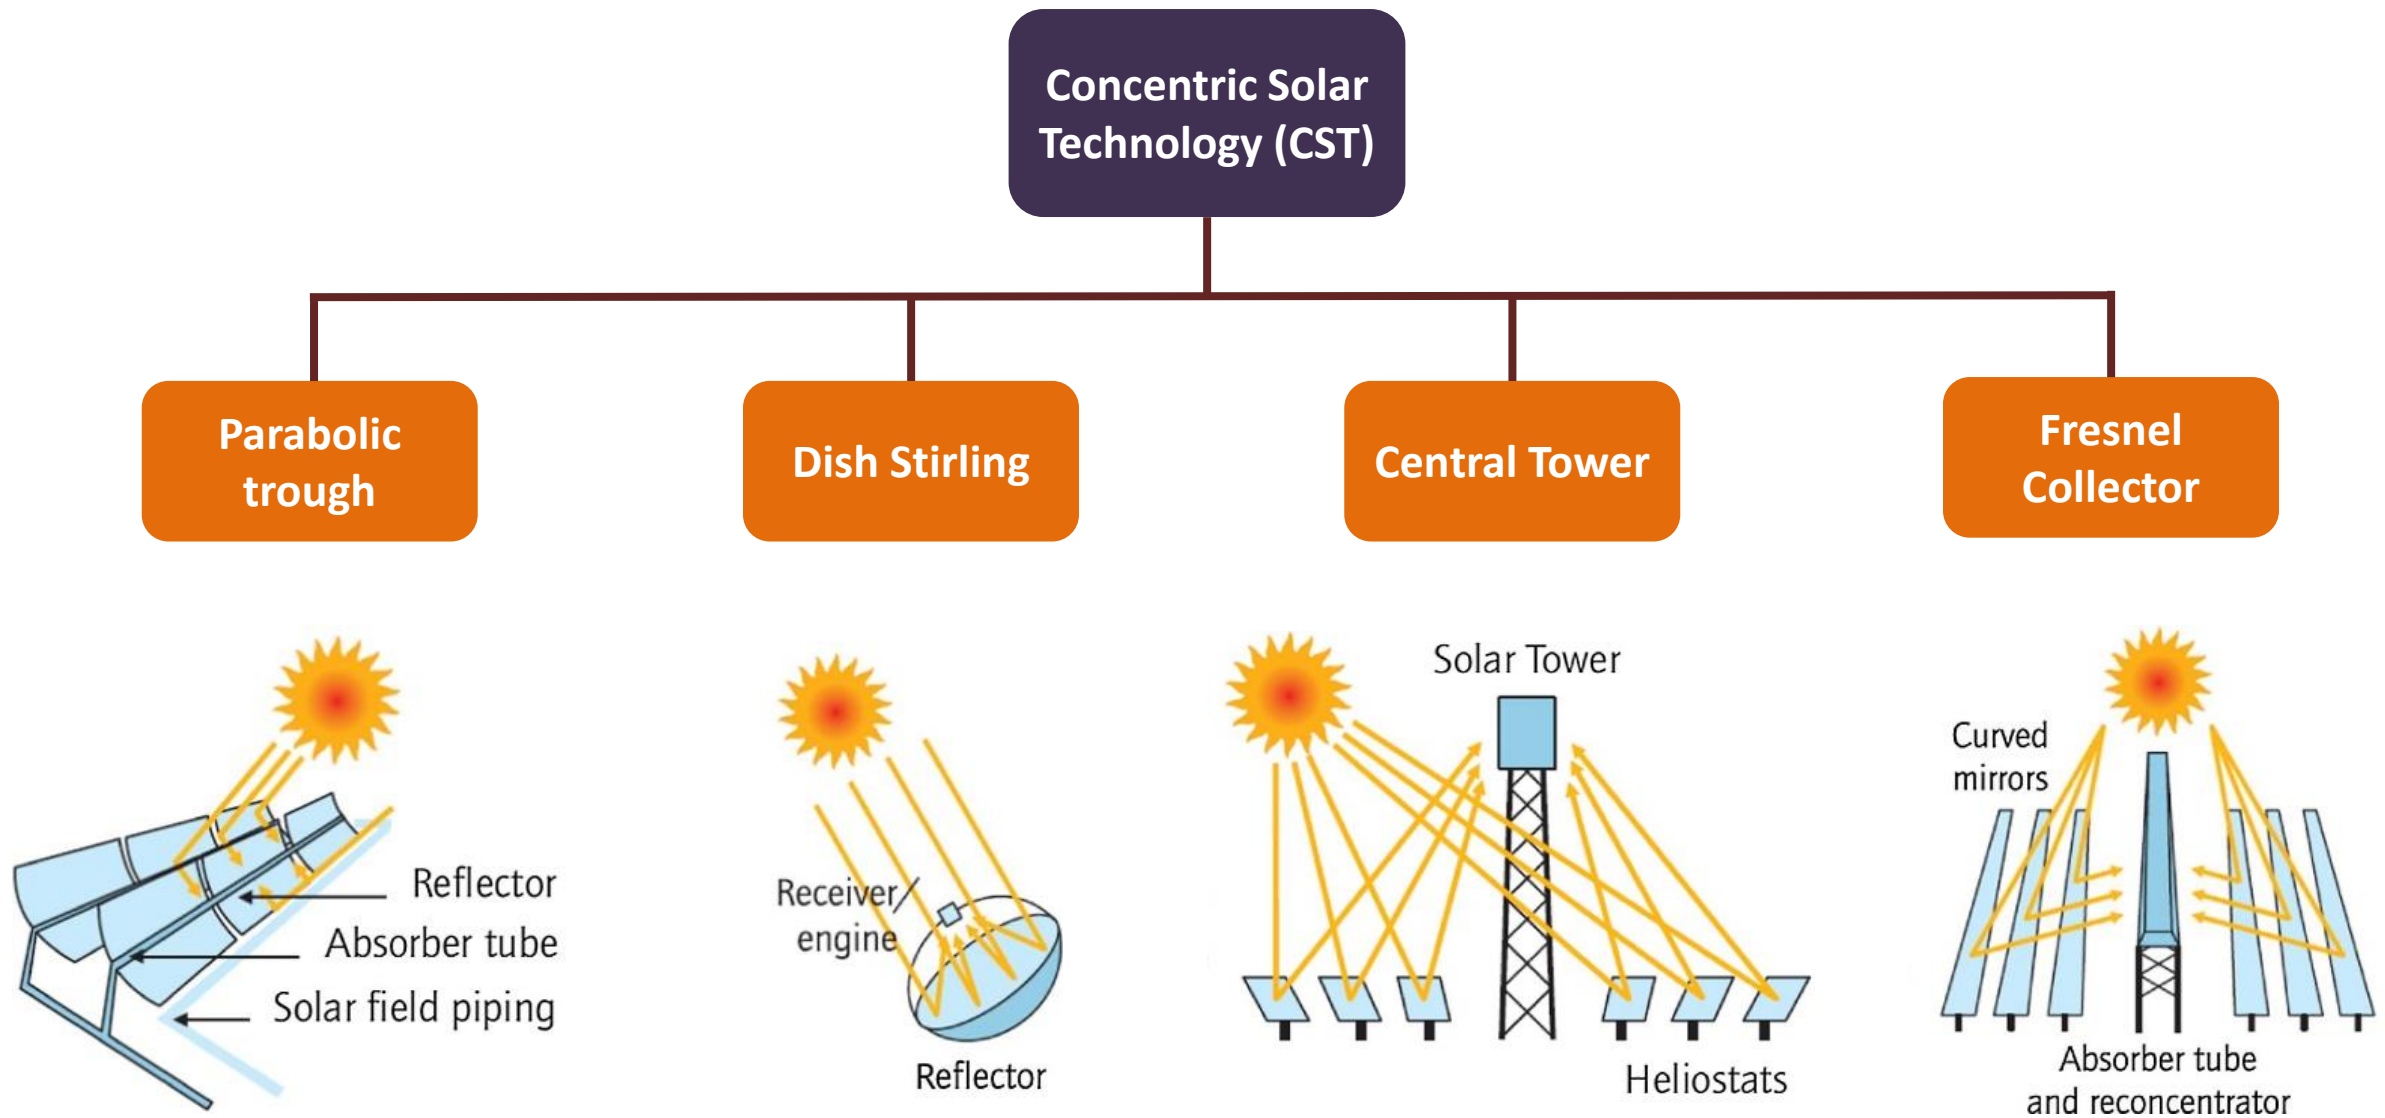 Concentric Solar
Technology (CST)
Parabolic
trough
Dish Stirling
Central Tower
Fresnel
Collector
Reflector
Absorber tube
Solar field piping
Receiver/
engine
Reflector
Solar Tower
Heliostats
Curved
mirrors
Absorber tube
and reconcentrator